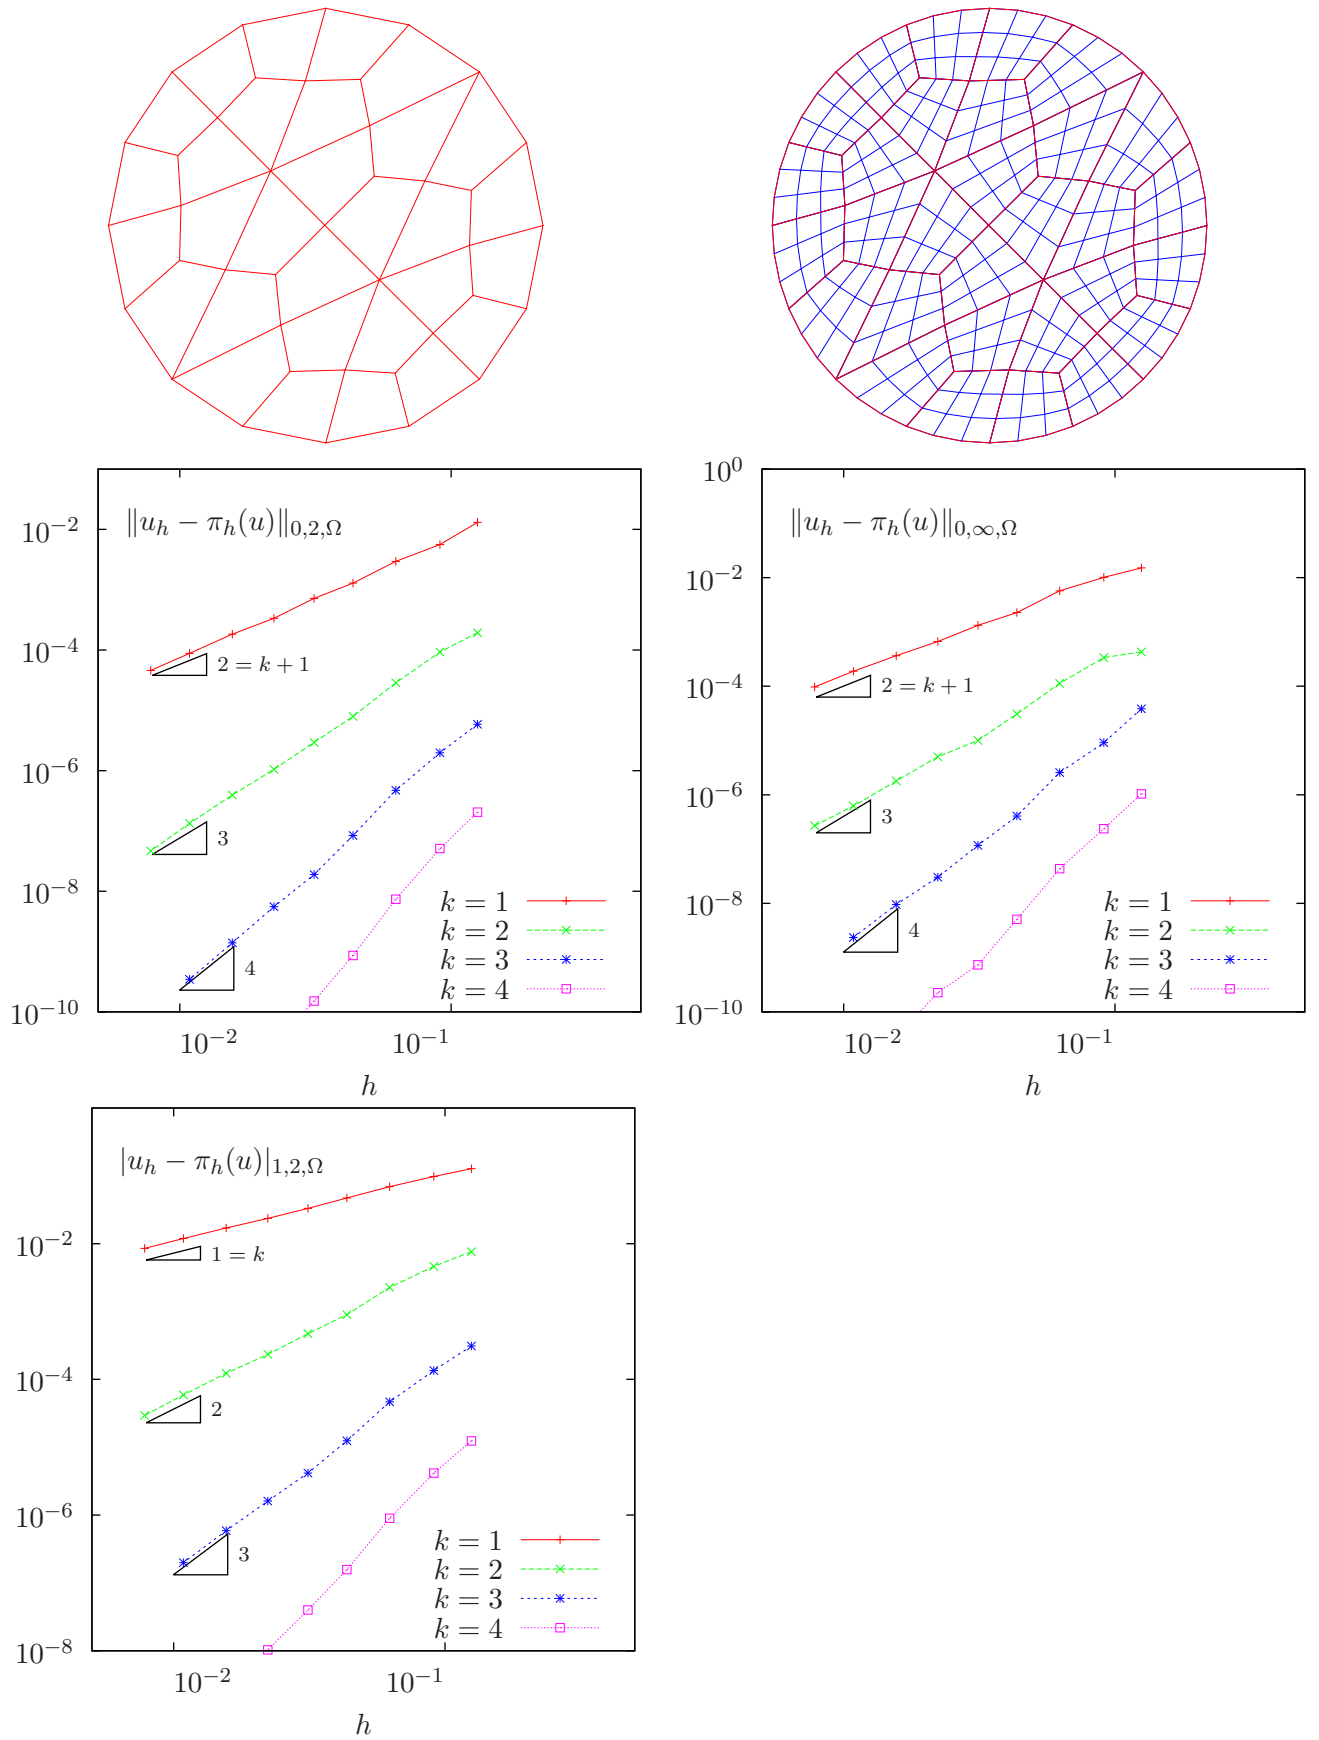 ‖u_h − π_h(u)‖_{0,2,Ω}
10^{−2}
10^{−4}
10^{−6}
10^{−8}
10^{−10}
2 = k + 1
3
4
k = 1
k = 2
k = 3
k = 4
10^{−2} 10^{−1}
h
10^{0}
‖u_h − π_h(u)‖_{0,∞,Ω}
10^{−2}
10^{−4}
10^{−6}
10^{−8}
10^{−10}
2 = k + 1
3
4
k = 1
k = 2
k = 3
k = 4
10^{−2} 10^{−1}
h
|u_h − π_h(u)|_{1,2,Ω}
10^{−2}
10^{−4}
10^{−6}
10^{−8}
1 = k
2
3
k = 1
k = 2
k = 3
k = 4
10^{−2} 10^{−1}
h